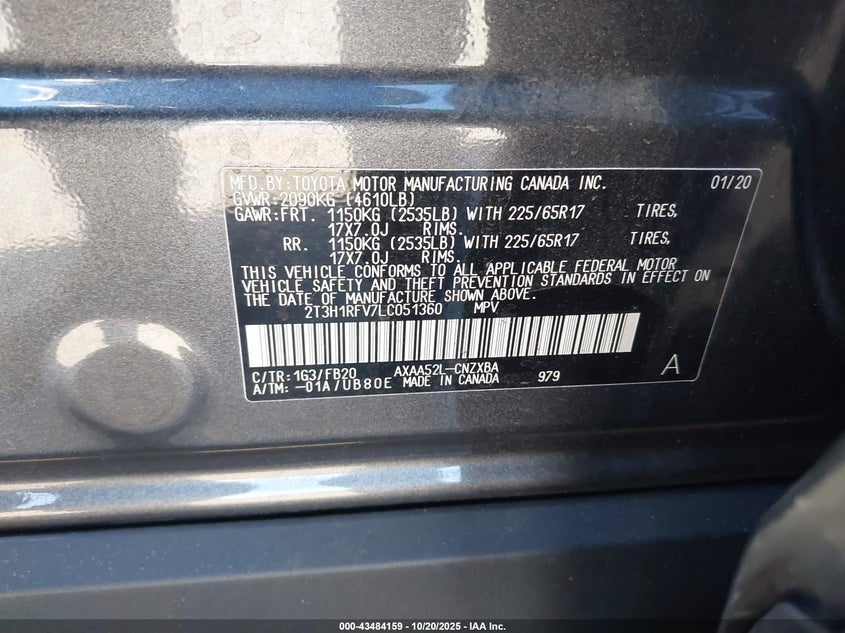 MFD.BY:TOYOTA MOTOR MANUFACTURING CANADA INC. 01/20
GVWR:2090KG (4610LB)
GAWR:FRT. 1150KG (2535LB) WITH 225/65R17 TIRES,
17X7.0J RIMS.
RR. 1150KG (2535LB) WITH 225/65R17 TIRES,
17X7.0J RIMS.
THIS VEHICLE CONFORMS TO ALL APPLICABLE FEDERAL MOTOR
VEHICLE SAFETY AND THEFT PREVENTION STANDARDS IN EFFECT ON
THE DATE OF MANUFACTURE SHOWN ABOVE.
2T3H1RFV7LC051360 MPV
C/TR:1G3/FB20 AXAA52L-CNZXBA A
A/TM:-01A/UB80E MADE IN CANADA 979
000-43484159 - 10/20/2025 - IAA Inc.